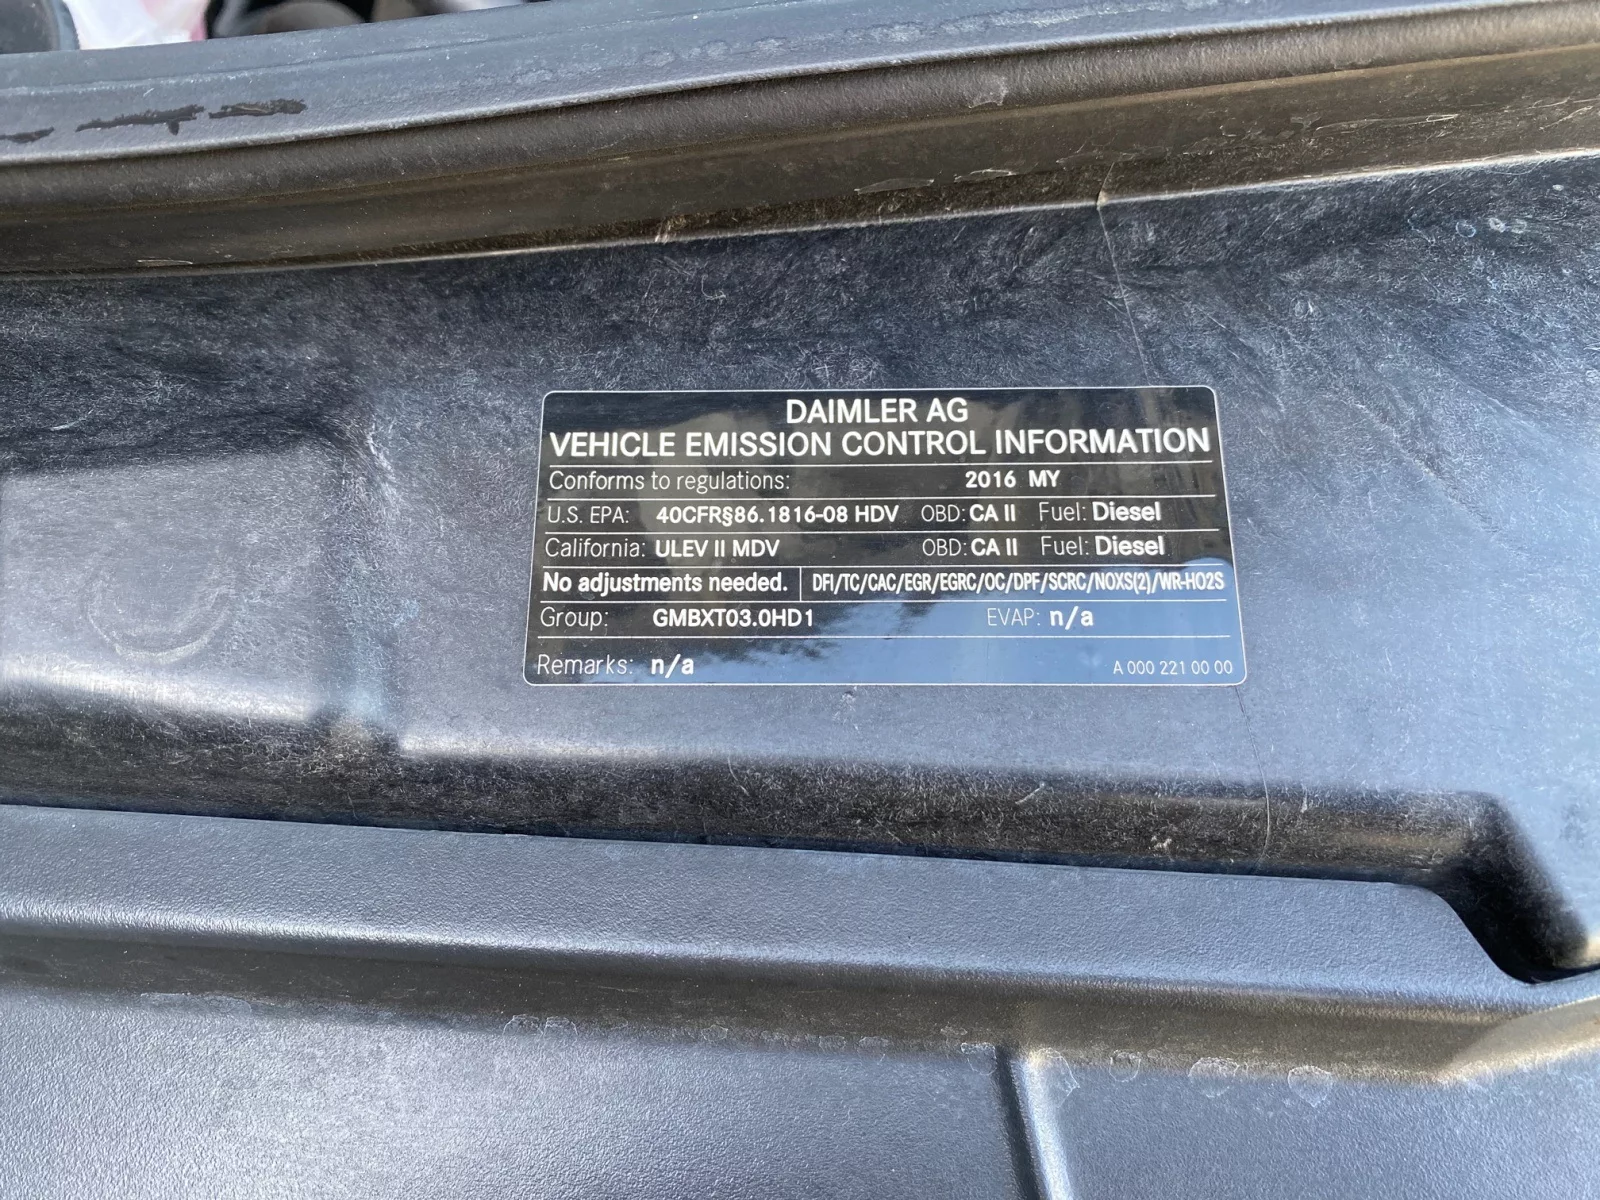 DAIMLER AG
VEHICLE EMISSION CONTROL INFORMATION
Conforms to regulations: 2016 MY
U.S. EPA: 40CFR§86.1816-08 HDV OBD: CA II Fuel: Diesel
California: ULEV II MDV OBD: CA II Fuel: Diesel
No adjustments needed. DFI/TC/CAC/EGR/EGRC/OC/DPF/SCRC/NOXS(2)/WR-HO2S
Group: GMBXT03.0HD1 EVAP: n/a
Remarks: n/a A 000 221 00 00